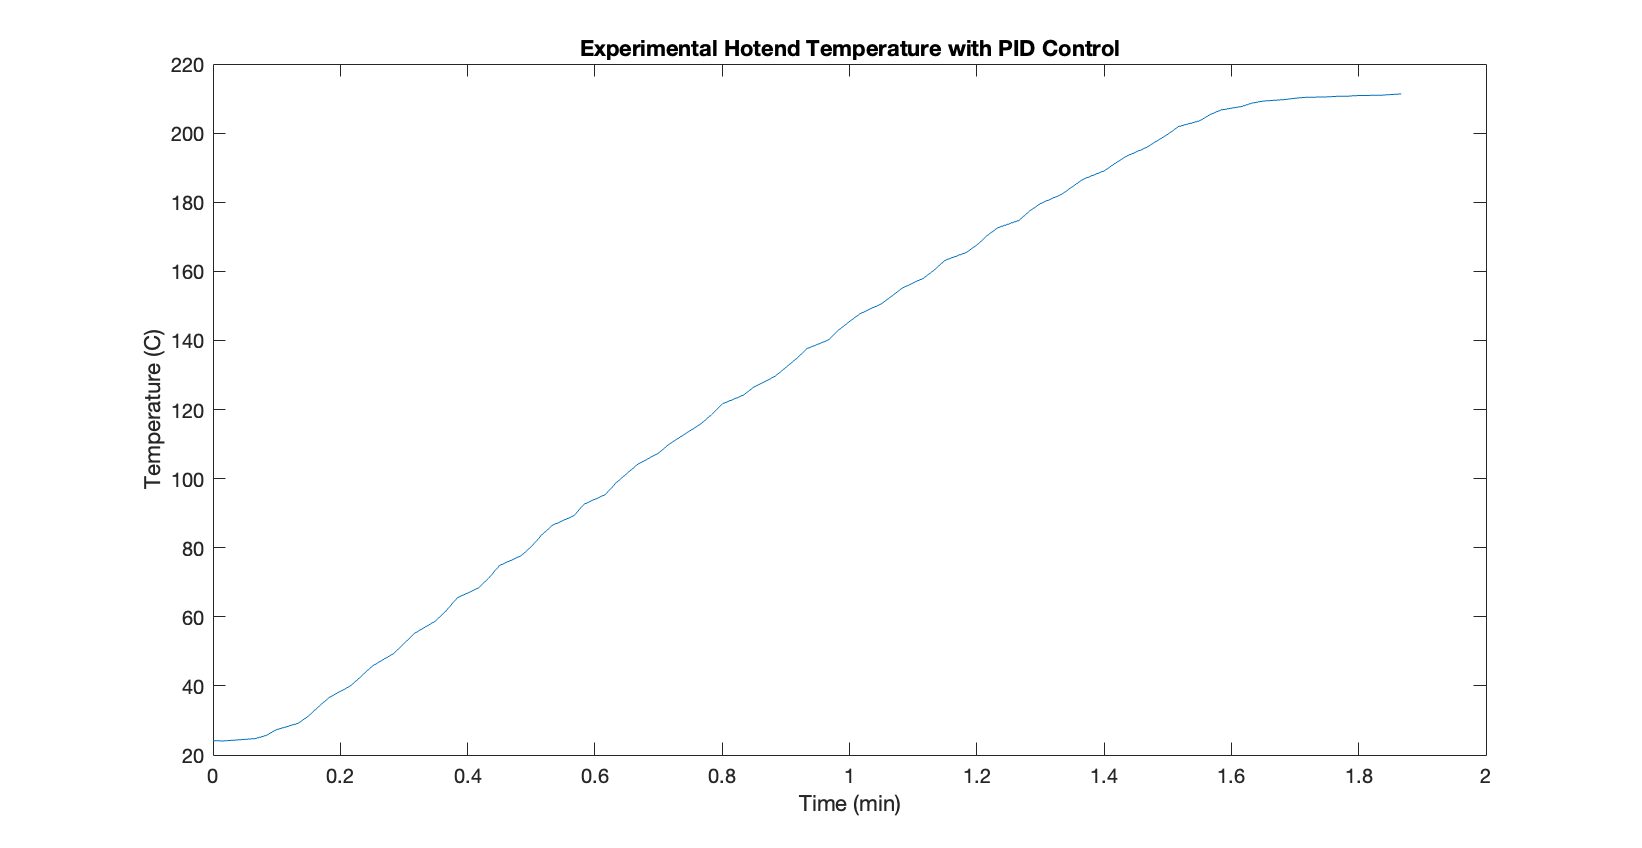 Experimental Hotend Temperature with PID Control
220
200
180
160
140
120
100
80
60
40
20
Temperature (C)
0 0.2 0.4 0.6 0.8 1 1.2 1.4 1.6 1.8 2
Time (min)